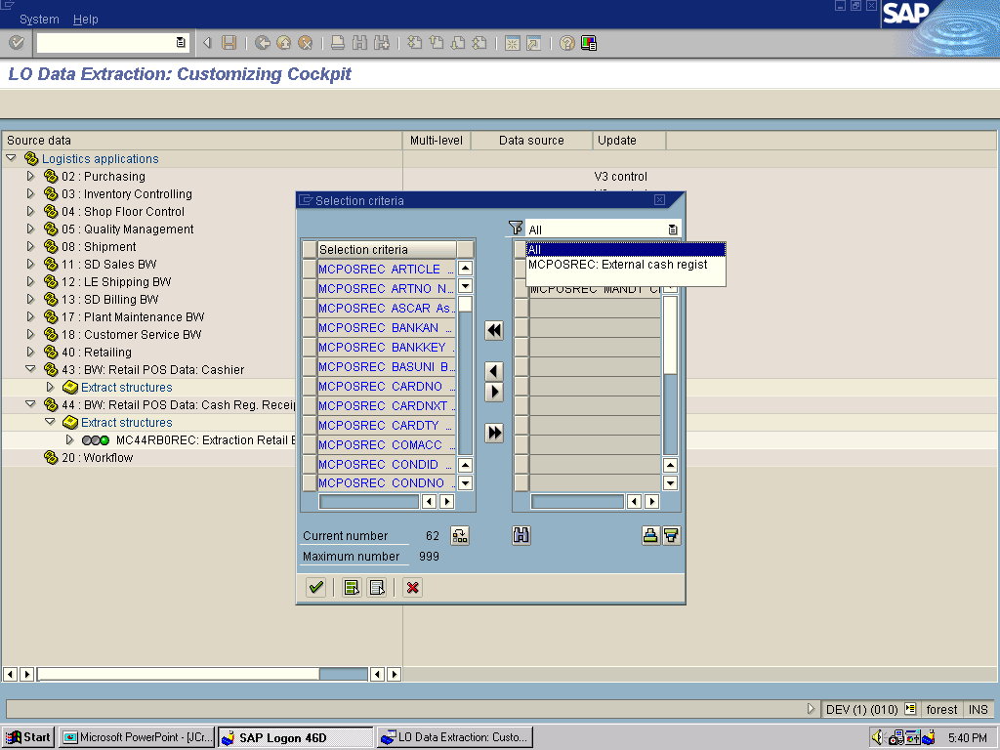 System Help
SAP
LO Data Extraction: Customizing Cockpit
Source data Multi-level Data source Update
Logistics applications
02 : Purchasing V3 control
03 : Inventory Controlling
04 : Shop Floor Control
05 : Quality Management
08 : Shipment
11 : SD Sales BW
12 : LE Shipping BW
13 : SD Billing BW
17 : Plant Maintenance BW
18 : Customer Service BW
40 : Retailing
43 : BW: Retail POS Data: Cashier
Extract structures
44 : BW: Retail POS Data: Cash Reg. Recei
Extract structures
MC44RB0REC: Extraction Retail
20 : Workflow
Selection criteria
All
Selection criteria
All
MCPOSREC: External cash regist
MCPOSREC ARTICLE ...
MCPOSREC ARTNO N...
MCPOSREC MANDT
MCPOSREC ASCAR As.
MCPOSREC BANKAN ...
MCPOSREC BANKKEY .
MCPOSREC BASUNI B...
MCPOSREC CARDNO ...
MCPOSREC CARDNXT ..
MCPOSREC CARDTY ...
MCPOSREC COMACC ...
MCPOSREC CONDID ...
MCPOSREC CONDNO ..
Current number 62
Maximum number 999
DEV (1) (010) forest INS
Start Microsoft PowerPoint - [JCr... SAP Logon 46D LO Data Extraction: Custo... 5:40 PM